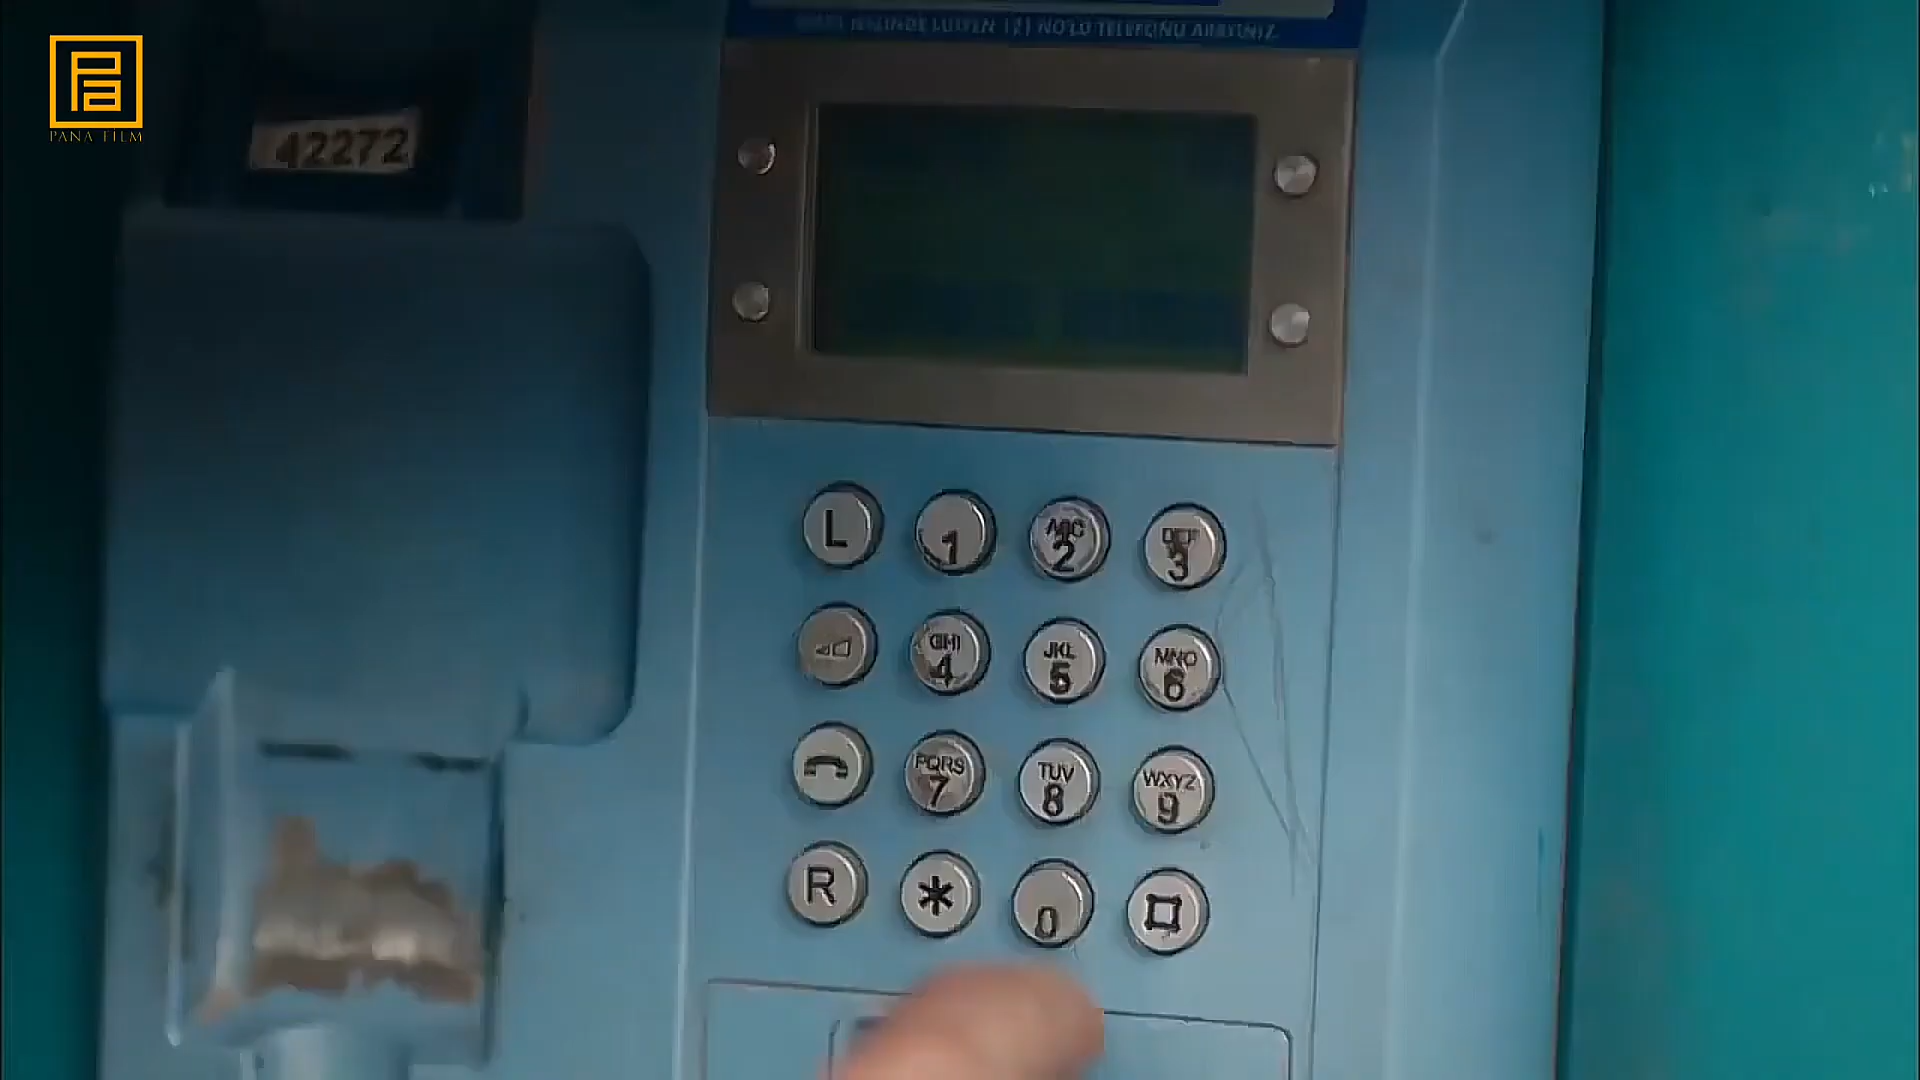 PANA FILM
42272
LÜTFEN 121 NO'LU TELEFONU ARAYINIZ
L
1
ABC
2
DEF
3
GHI
4
JKL
5
MNO
6
PQRS
7
TUV
8
WXYZ
9
R
*
0